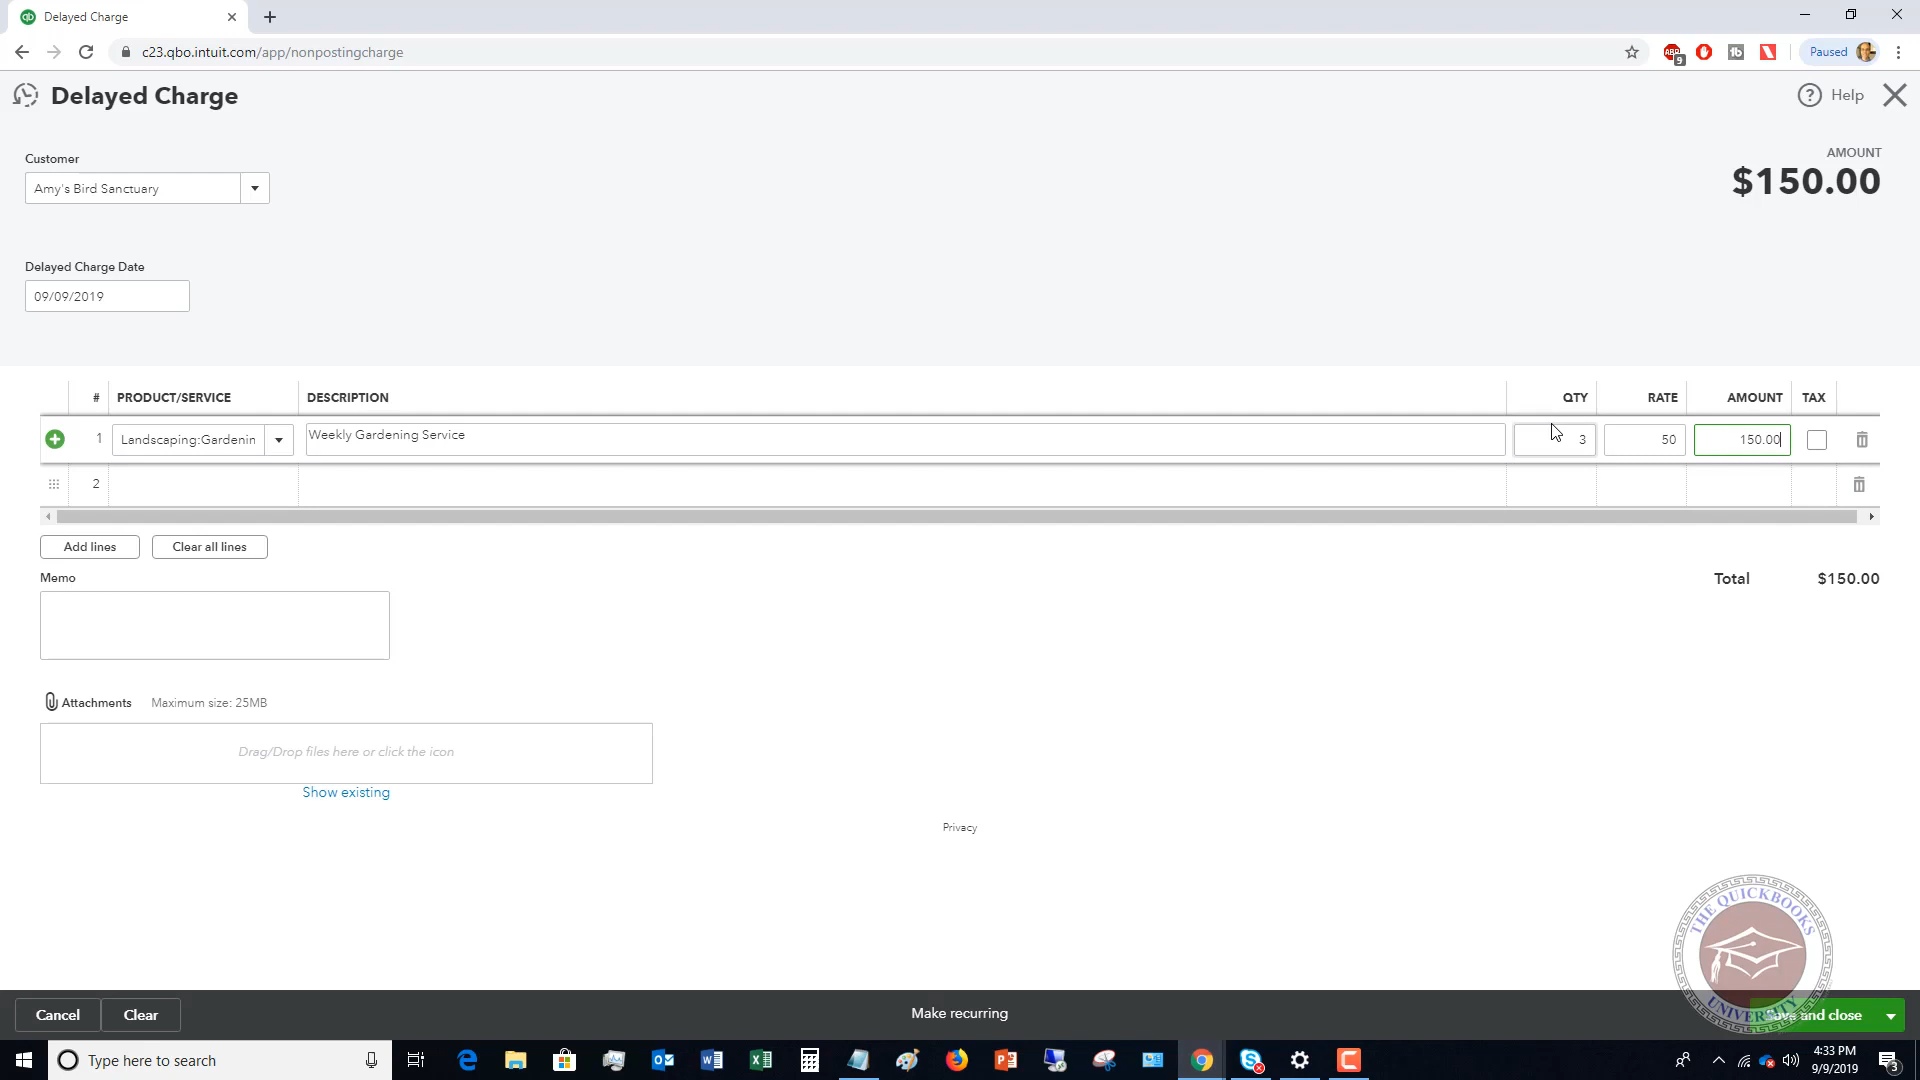 Delayed Charge
c23.qbo.intuit.com/app/nonpostingcharge
ABP
9
Paused
Delayed Charge
Help
Customer
AMOUNT
Amy's Bird Sanctuary
$150.00
Delayed Charge Date
09/09/2019
# PRODUCT/SERVICE DESCRIPTION QTY RATE AMOUNT TAX
1 Landscaping:Gardenin Weekly Gardening Service 3 50 150.00
2
Add lines Clear all lines
Memo
Total $150.00
Attachments Maximum size: 25MB
Drag/Drop files here or click the icon
Show existing
Privacy
THE QUICKBOOKS
UNIVERSITY
Cancel Clear Make recurring Save and close
Type here to search
4:33 PM
9/9/2019
3